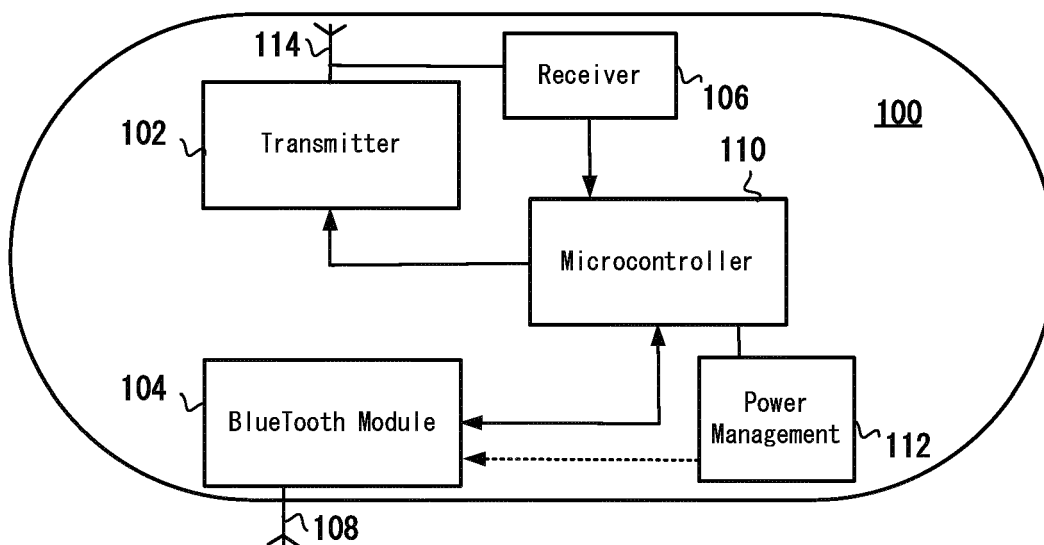 114
Receiver
106
100
102
Transmitter
110
Microcontroller
104
BlueTooth Module
Power
Management
112
108